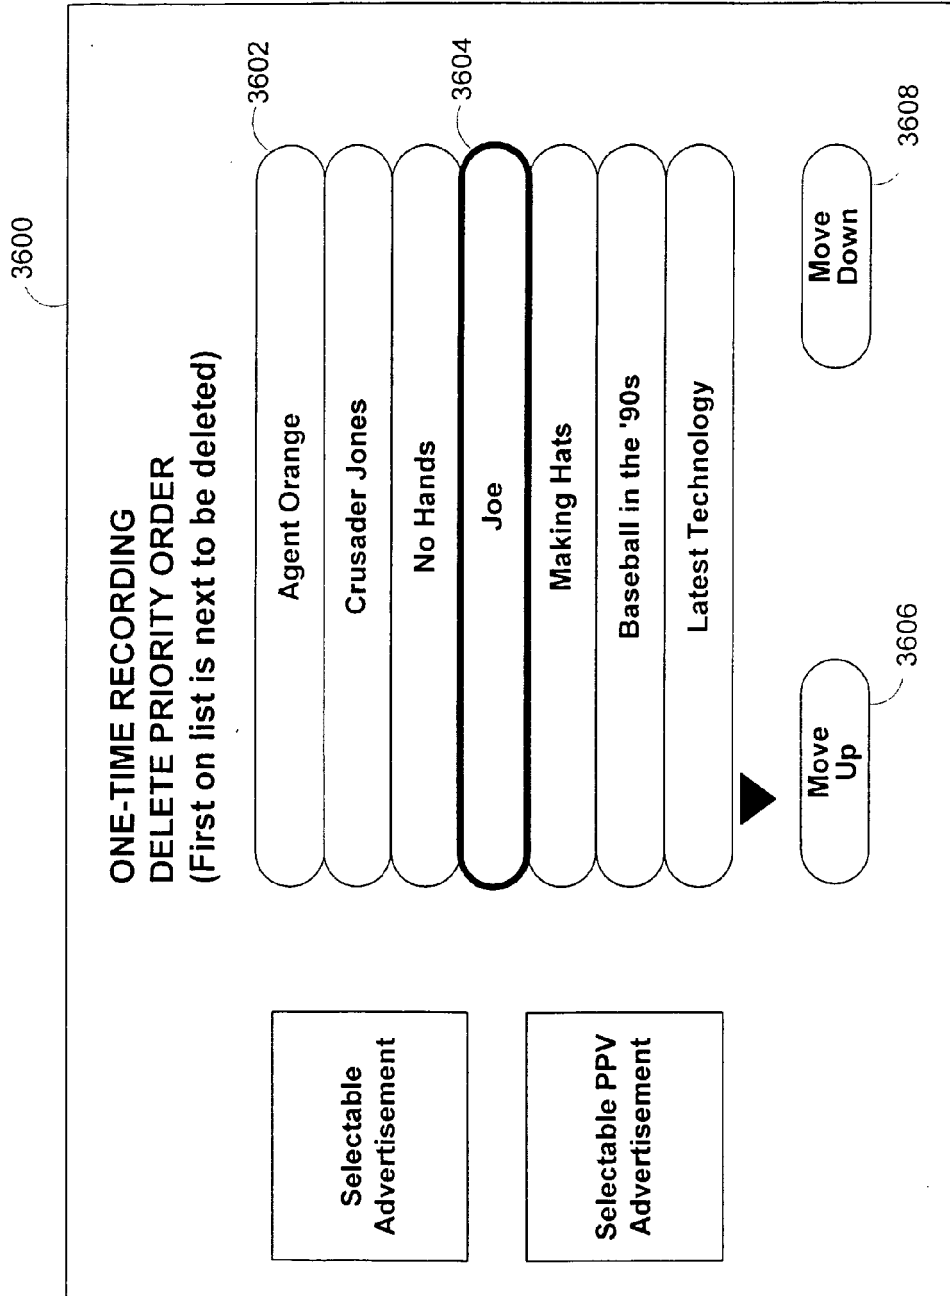 3600
ONE-TIME RECORDING
DELETE PRIORITY ORDER
(First on list is next to be deleted)
Selectable
Advertisement
Selectable PPV
Advertisement
Agent Orange
3602
Crusader Jones
No Hands
Joe
3604
Making Hats
Baseball in the '90s
Latest Technology
Move
Up
3606
Move
Down
3608